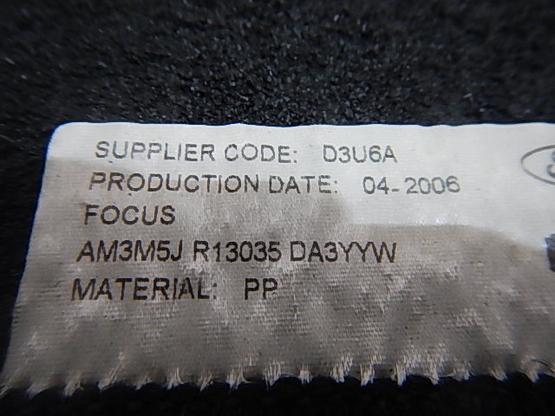 SUPPLIER CODE: D3U6A
PRODUCTION DATE: 04-2006
FOCUS
AM3M5J R13035 DA3YYW
MATERIAL: PP